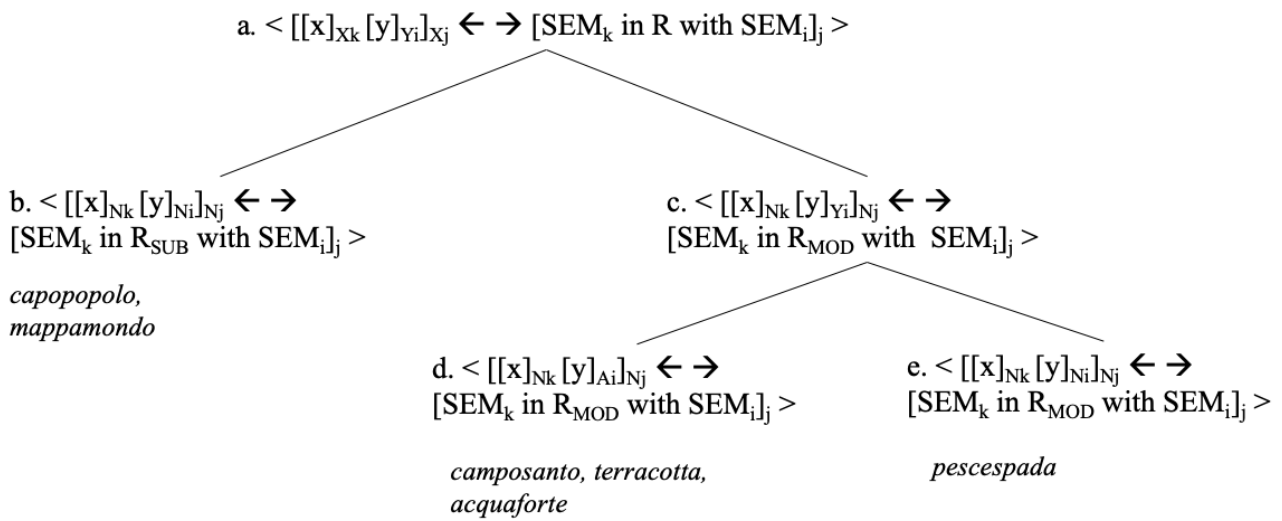 a. < [[x]Xk [y]Yi]Xj ← → [SEMk in R with SEMi]j >
b. < [[x]Nk [y]Ni]Nj ← →
[SEMk in RSUB with SEMi]j >
capopopolo,
mappamondo
c. < [[x]Nk [y]Yi]Nj ← →
[SEMk in RMOD with SEMi]j >
d. < [[x]Nk [y]Ai]Nj ← →
[SEMk in RMOD with SEMi]j >
camposanto, terracotta,
acquaforte
e. < [[x]Nk [y]Ni]Nj ← →
[SEMk in RMOD with SEMi]j >
pescespada